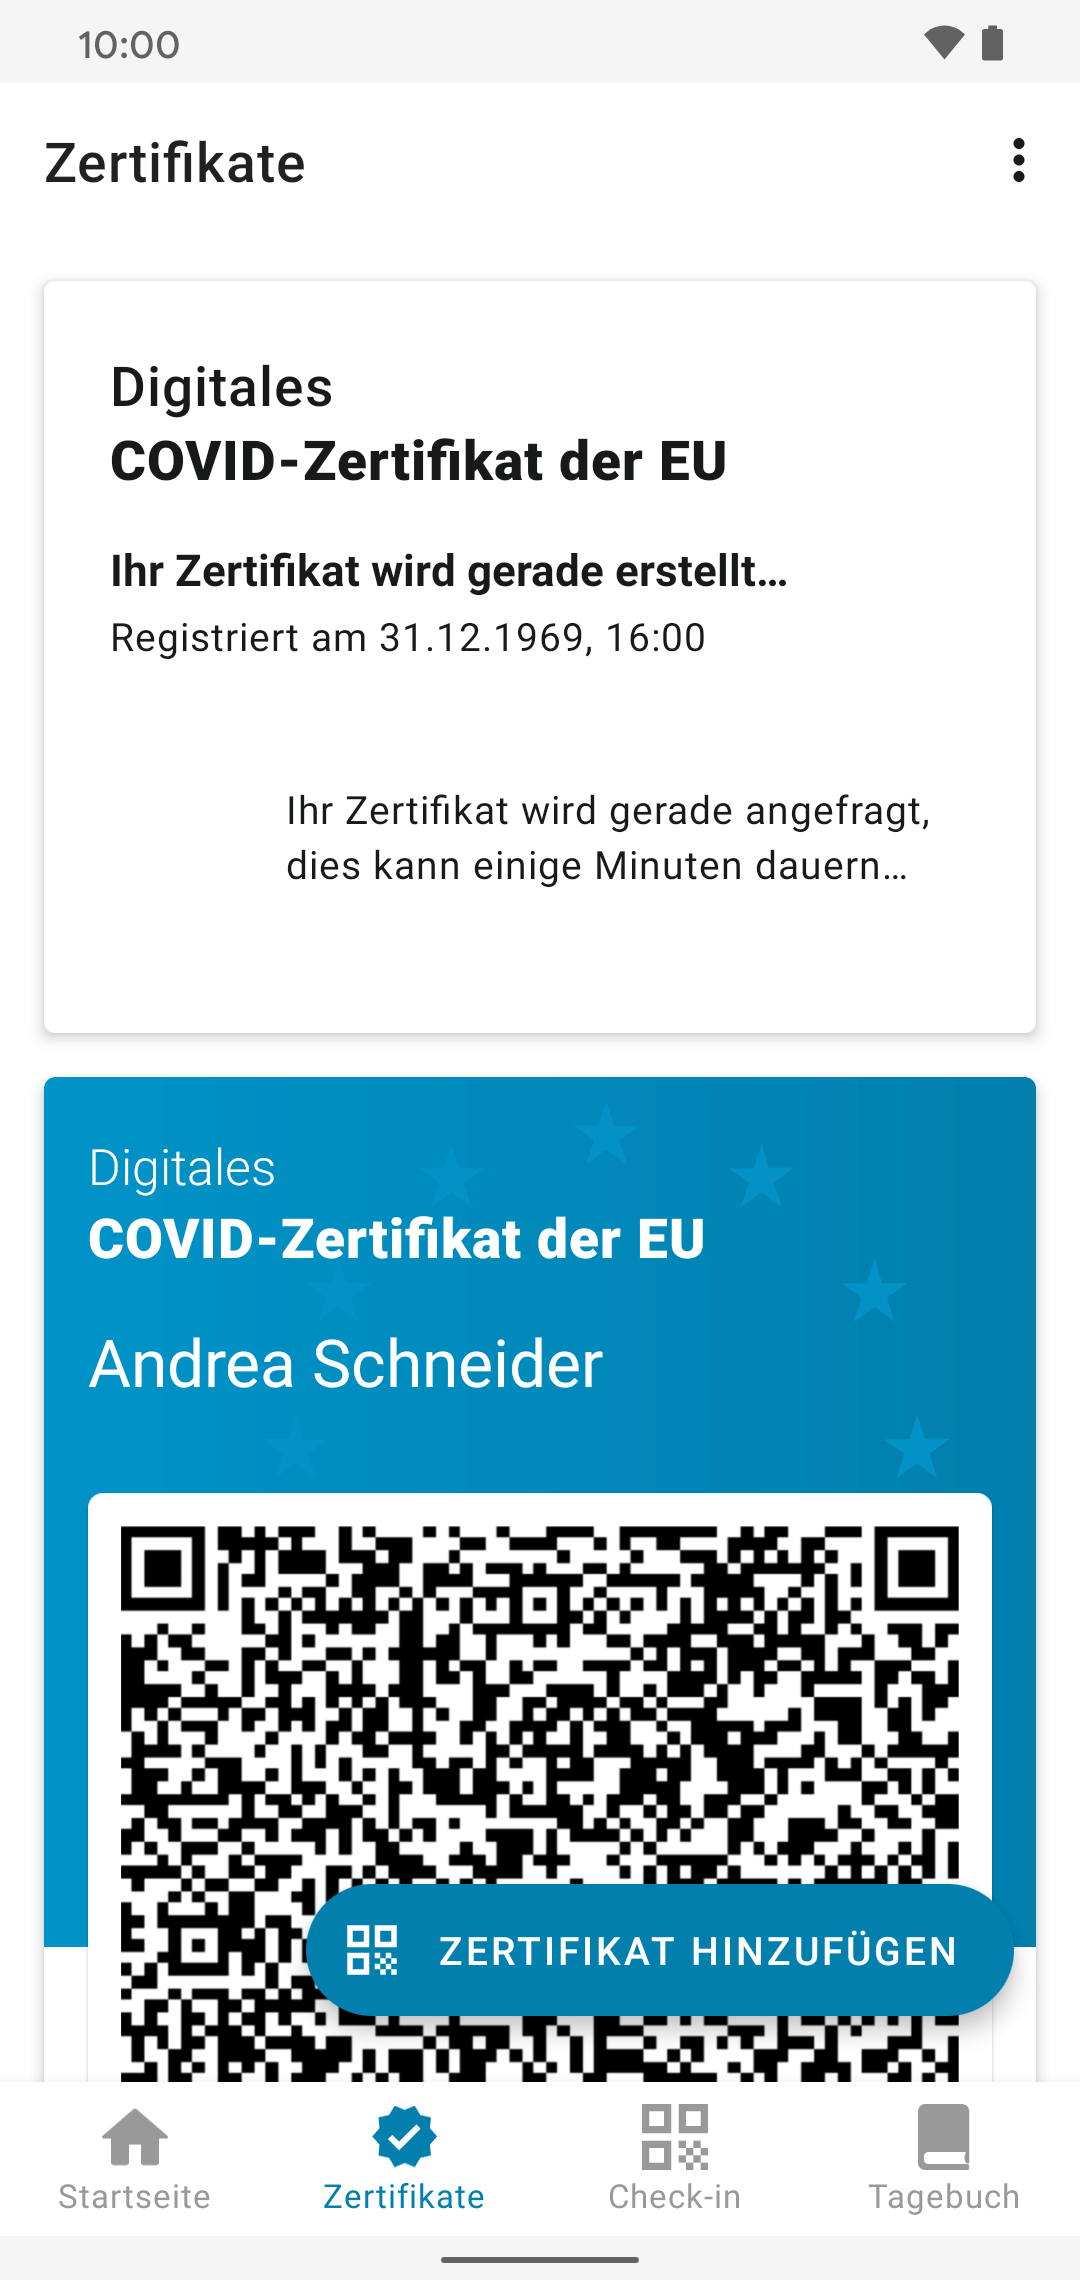 10:00
Zertifikate
Digitales
COVID-Zertifikat der EU
Ihr Zertifikat wird gerade erstellt…
Registriert am 31.12.1969, 16:00
Ihr Zertifikat wird gerade angefragt,
dies kann einige Minuten dauern…
Digitales
COVID-Zertifikat der EU
Andrea Schneider
ZERTIFIKAT HINZUFÜGEN
Startseite
Zertifikate
Check-in
Tagebuch